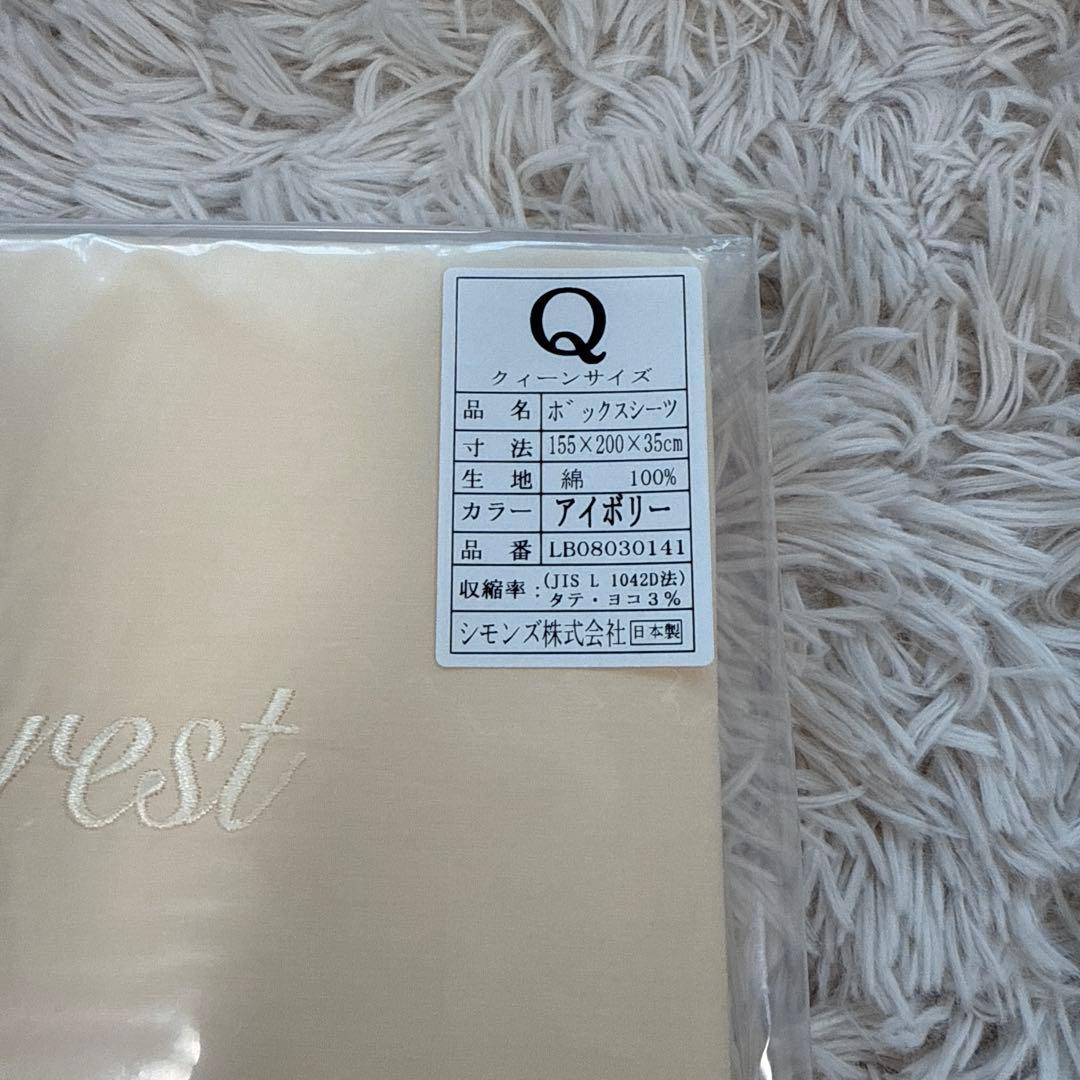 Q
クィーンサイズ
品 名 ボックスシーツ
寸 法 155×200×35cm
生 地 綿 100%
カラー アイボリー
品 番 LB08030141
収縮率：(JIS L 1042D法)
タテ・ヨコ3%
シモンズ株式会社 日本製
rest